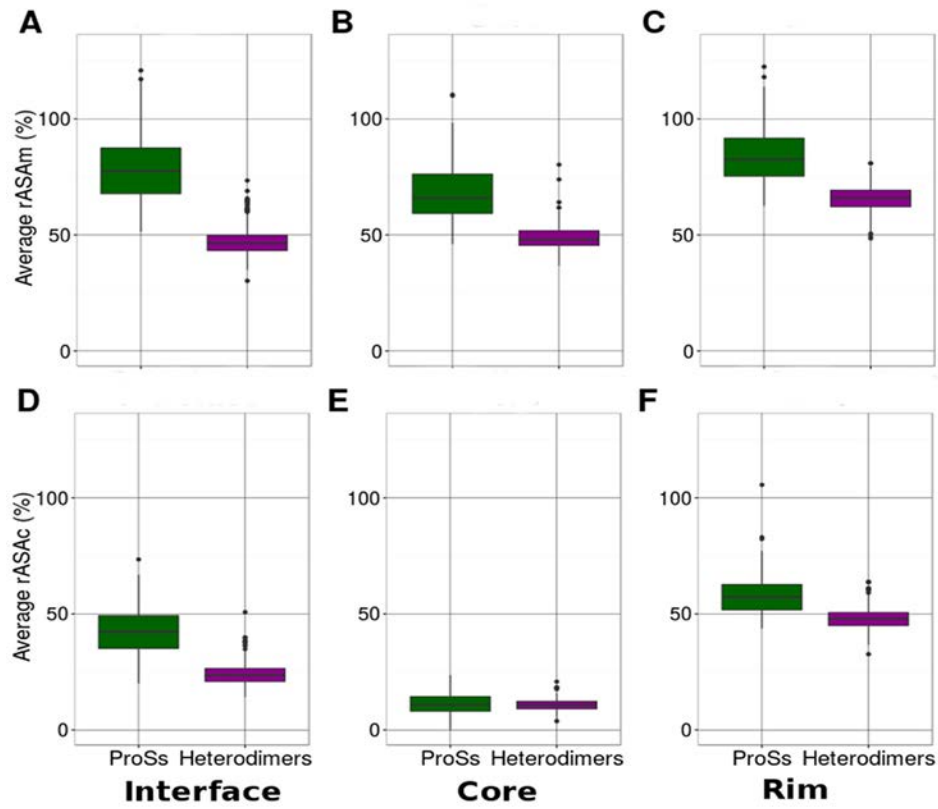 A B C
Average rASAm (%)
100 100 100
50 50 50
0 0 0
D E F
Average rASAc (%)
100 100 100
50 50 50
0 0 0
ProSs Heterodimers ProSs Heterodimers ProSs Heterodimers
Interface Core Rim